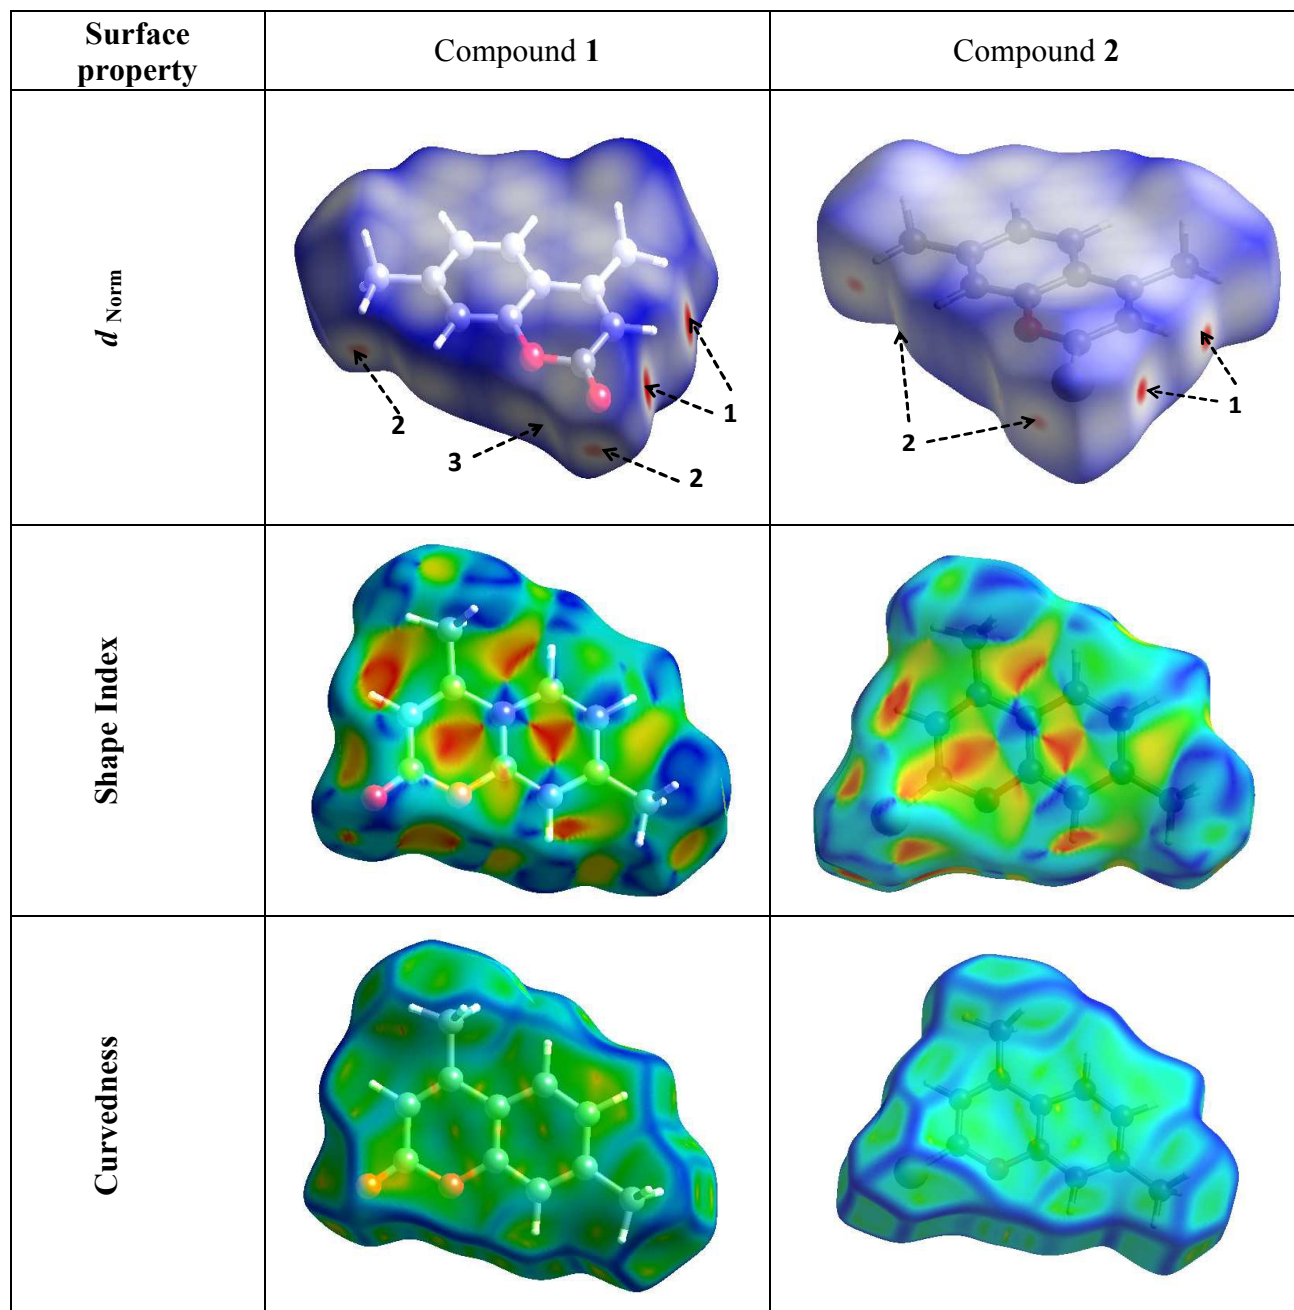 Surface
property
Compound 1
Compound 2
d Norm
1
2
3
2
1
2
Shape Index
Curvedness